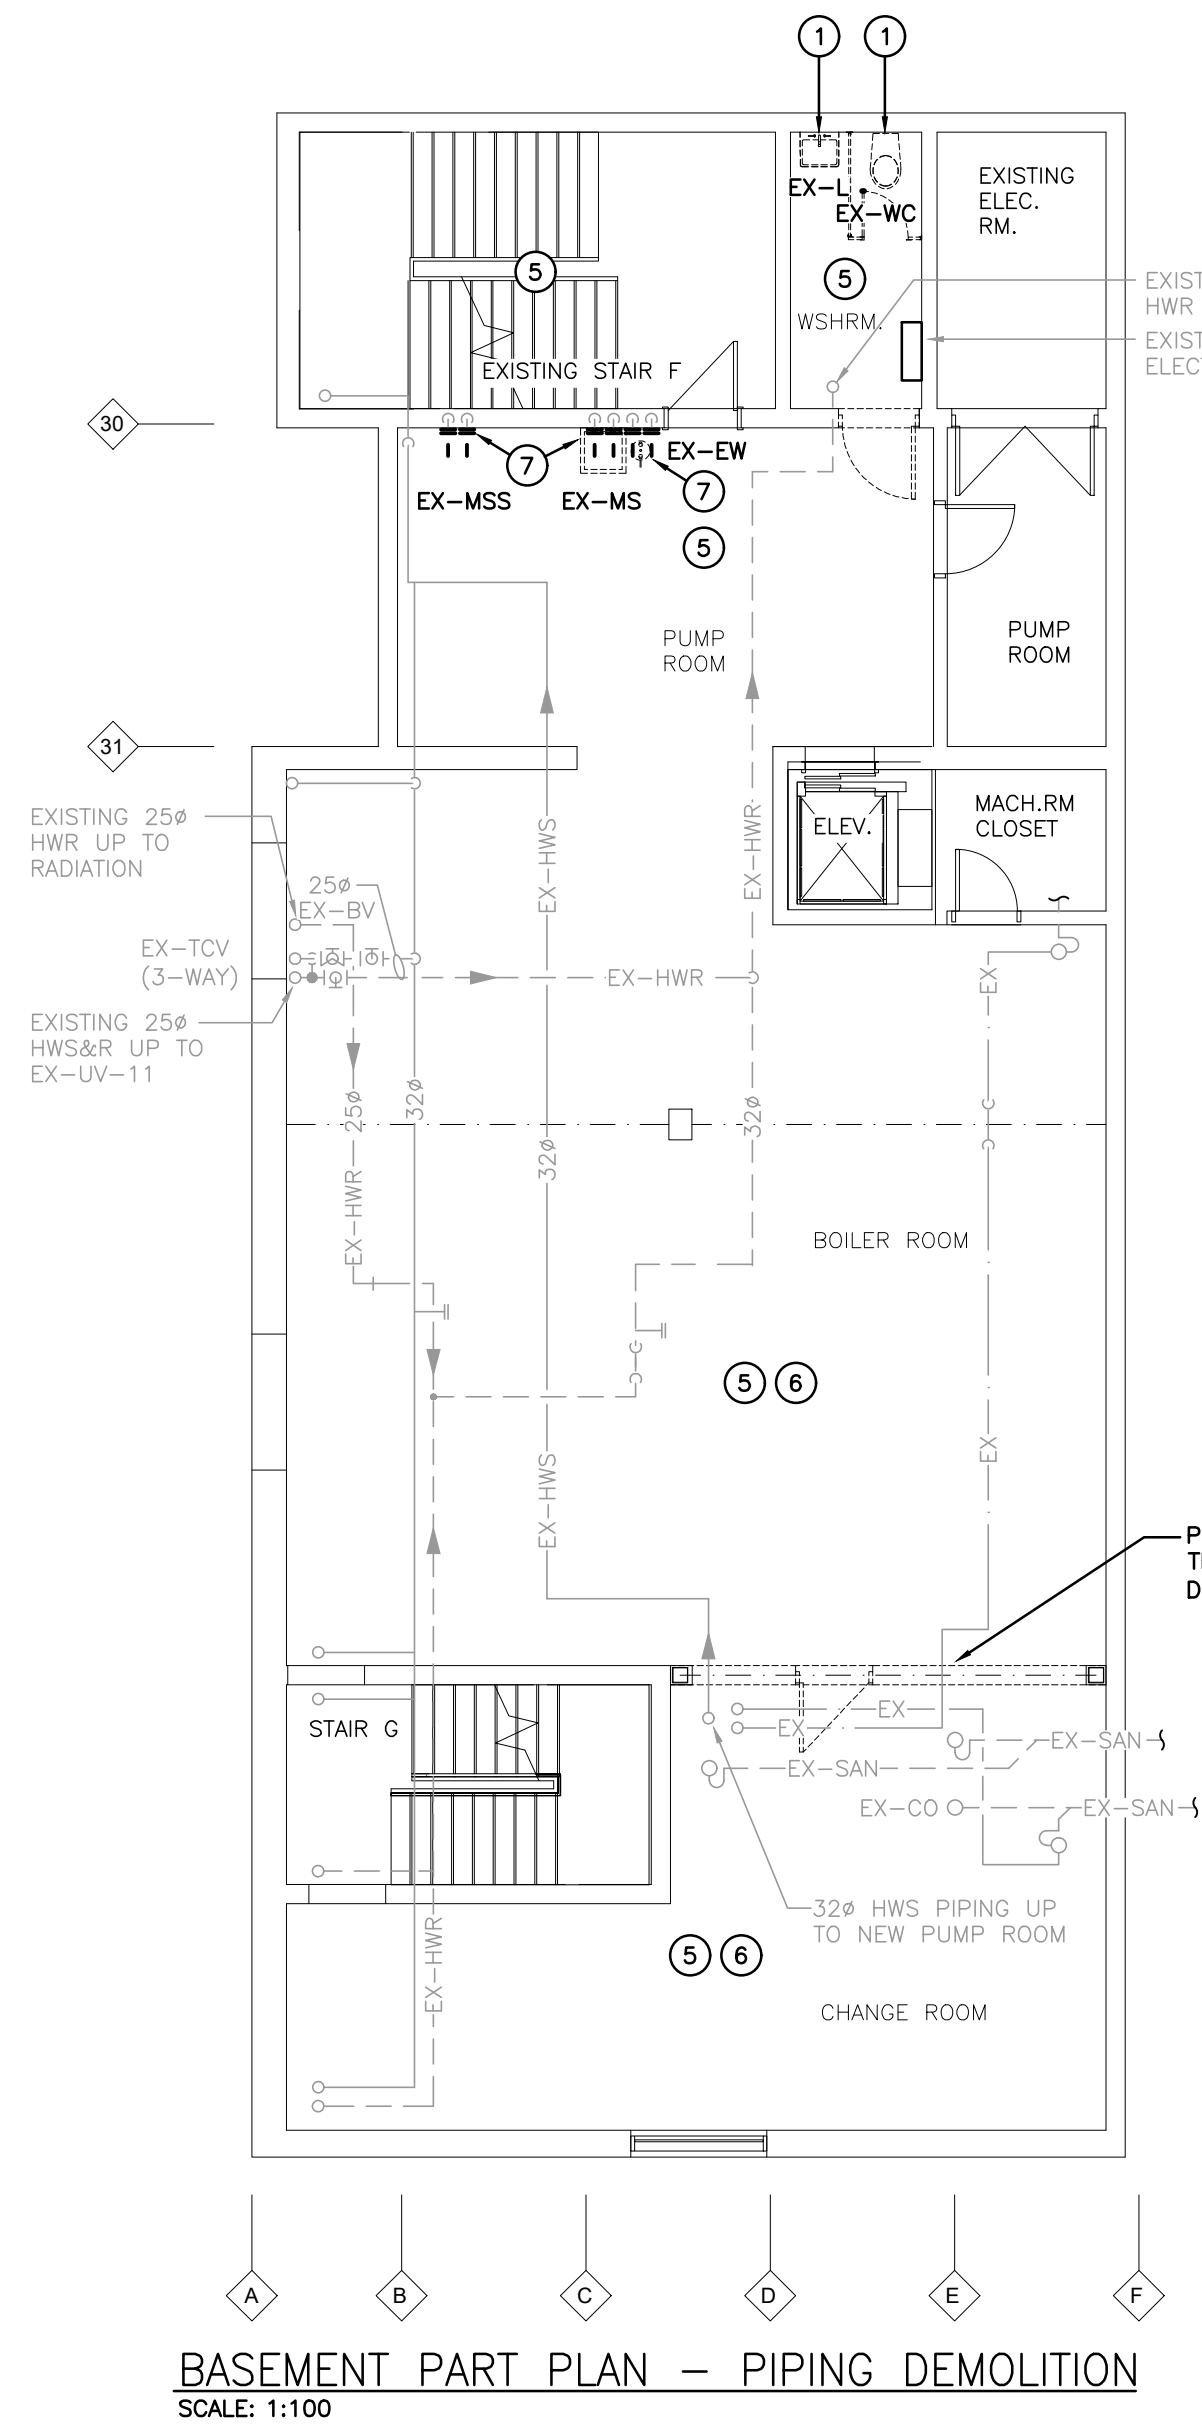 1
1
EX-L
EX-WC
EXISTING
ELEC.
RM.
5
5
WSHRM.
EXISTING STAIR F
HWR
30
7
EX-EW
EX-MSS
EX-MS
7
5
PUMP
ROOM
PUMP
ROOM
31
EXISTING 25ø
HWR UP TO
RADIATION
MACH.RM
CLOSET
ELEV.
EX-HWS
EX-HWR
25ø
EX-BV
EX-TCV
(3-WAY)
EX-HWR
EX
EXISTING 25ø
HWS&R UP TO
EX-UV-11
25ø
32ø
32ø
32ø
EX-HWR
BOILER ROOM
5
6
EX-HWS
EX
STAIR G
EX
EX
EX-SAN
EX-SAN
EX-CO
EX-SAN
32ø HWS PIPING UP
TO NEW PUMP ROOM
EX-HWR
5
6
CHANGE ROOM
A
B
C
D
E
F
BASEMENT PART PLAN - PIPING DEMOLITION
SCALE: 1:100